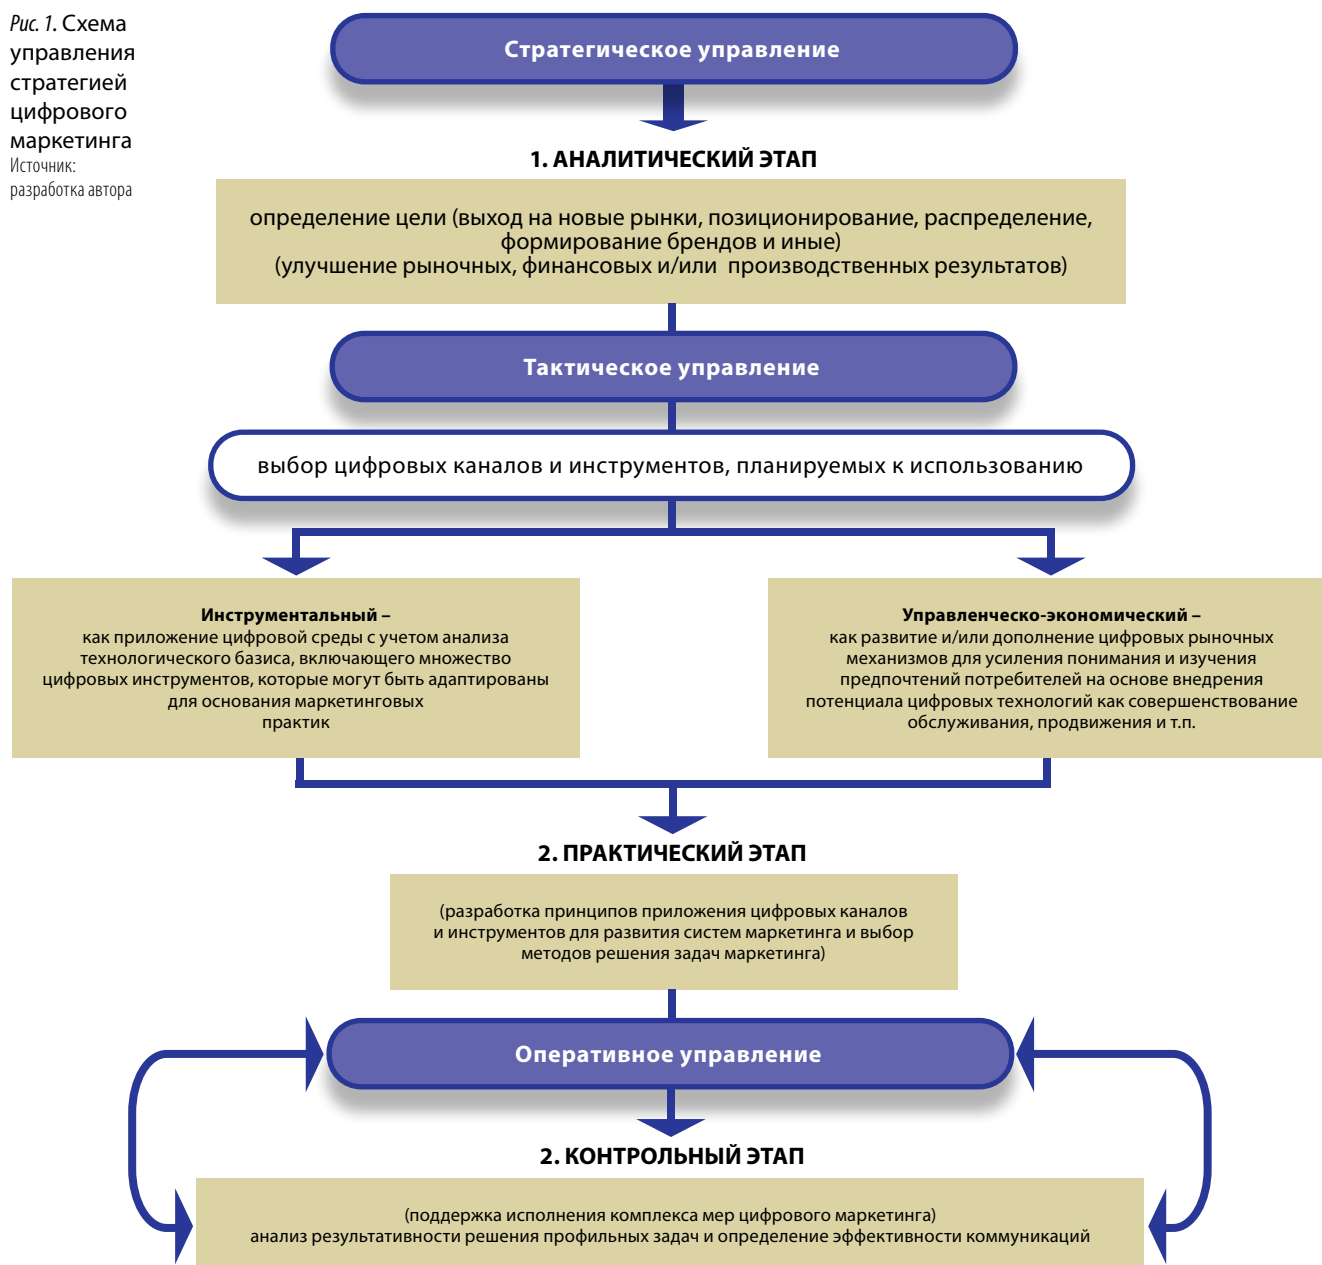 Рис. 1. Схема
управления
стратегией
цифрового
маркетинга
Источник:
разработка автора
Стратегическое управление
1. АНАЛИТИЧЕСКИЙ ЭТАП
определение цели (выход на новые рынки, позиционирование, распределение,
формирование брендов и иные)
(улучшение рыночных, финансовых и/или производственных результатов)
Тактическое управление
выбор цифровых каналов и инструментов, планируемых к использованию
Инструментальный –
как приложение цифровой среды с учетом анализа
технологического базиса, включающего множество
цифровых инструментов, которые могут быть адаптированы
для основания маркетинговых
практик
Управленческо-экономический –
как развитие и/или дополнение цифровых рыночных
механизмов для усиления понимания и изучения
предпочтений потребителей на основе внедрения
потенциала цифровых технологий как совершенствование
обслуживания, продвижения и т.п.
2. ПРАКТИЧЕСКИЙ ЭТАП
(разработка принципов приложения цифровых каналов
и инструментов для развития систем маркетинга и выбор
методов решения задач маркетинга)
Оперативное управление
2. КОНТРОЛЬНЫЙ ЭТАП
(поддержка исполнения комплекса мер цифрового маркетинга)
анализ результативности решения профильных задач и определение эффективности коммуникаций